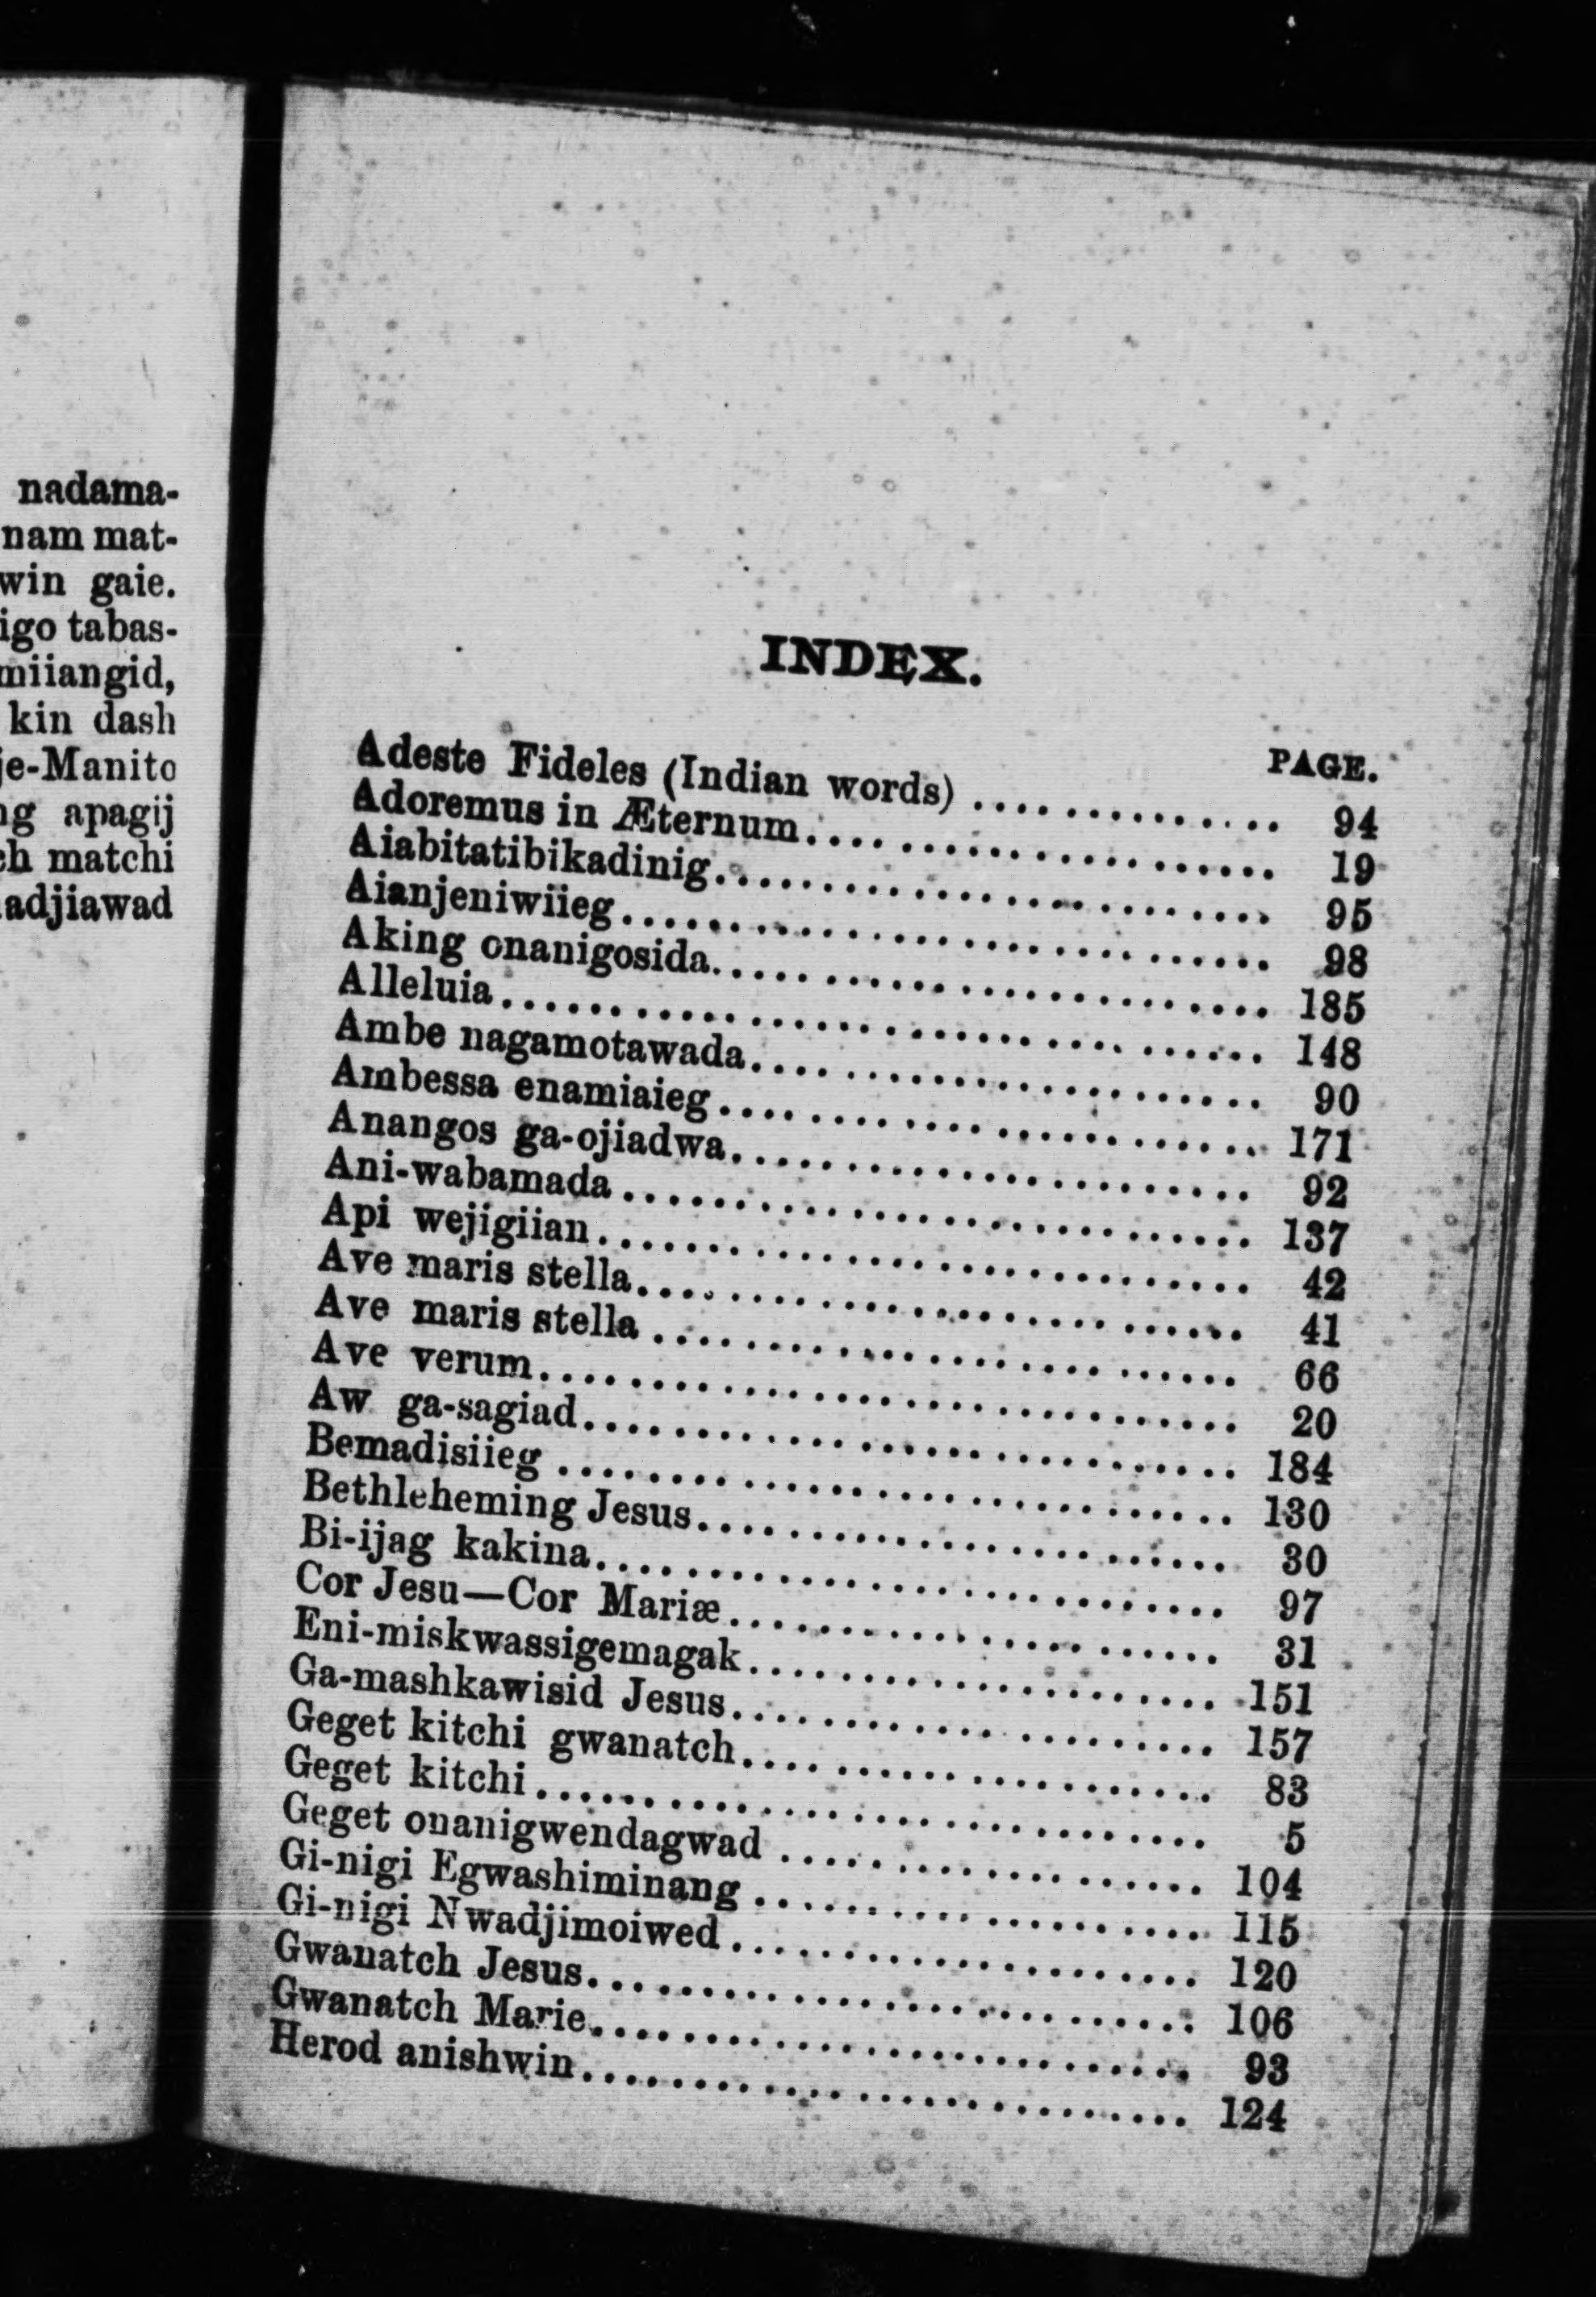 nadama-
nam mat-
win gaie.
igo tabas-
miiangid,
kin dash
je-Manito
apagij
matchi
adjiawad
INDEX.
PAGE.
Adeste Fideles (Indian words) .............. 94
Adoremus in Æternum.................... 19
Aiabitatibikadinig......................... 95
Aianjeniwiieg............................. 98
Aking onanigosida......................... 185
Alleluia.................................. 148
Ambe nagamotawada...................... 90
Ambessa enamiaieg........................ 171
Anangos ga-ojiadwa....................... 92
Ani-wabamada............................ 137
Api wejigiian............................. 42
Ave maris stella........................... 41
Ave maris stella .......................... 66
Ave verum............................... 20
Aw ga-sagiad............................. 184
Bemadisiieg .............................. 130
Bethleheming Jesus........................ 30
Bi-ijag kakina............................ 97
Cor Jesu—Cor Mariæ...................... 31
Eni-miskwassigemagak..................... 151
Ga-mashkawisid Jesus..................... 157
Geget kitchi gwanatch..................... 83
Geget kitchi.............................. 5
Geget onanigwendagwad ................... 104
Gi-nigi Egwashiminang .................... 115
Gi-nigi Nwadjimoiwed..................... 120
Gwanatch Jesus........................... 106
Gwanatch Marie........................... 93
Herod anishwin........................... 124